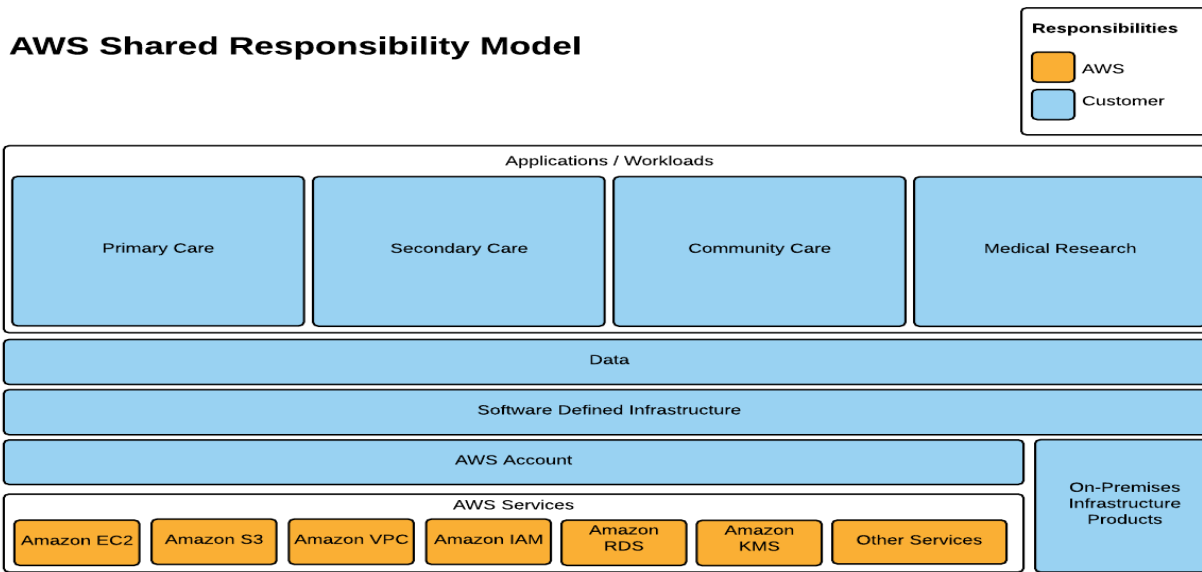 AWS Shared Responsibility Model
Responsibilities
AWS
Customer
Applications / Workloads
Primary Care
Secondary Care
Community Care
Medical Research
Data
Software Defined Infrastructure
AWS Account
On-Premises
Infrastructure
Products
AWS Services
Amazon EC2
Amazon S3
Amazon VPC
Amazon IAM
Amazon
RDS
Amazon
KMS
Other Services